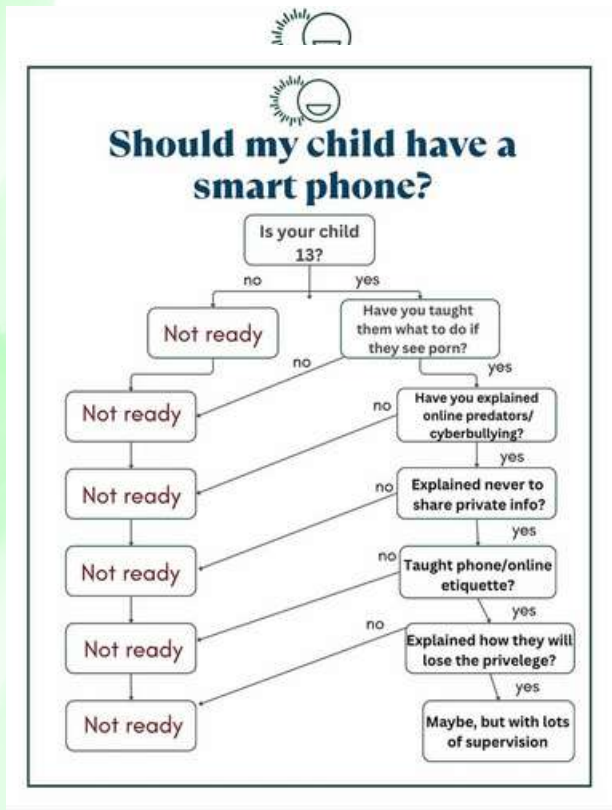 Should my child have a
smart phone?
Is your child
13?
no
yes
Not ready
Have you taught
them what to do if
they see porn?
no
yes
Not ready
Have you explained
online predators/
cyberbullying?
no
yes
Not ready
Explained never to
share private info?
no
yes
Not ready
Taught phone/online
etiquette?
no
yes
Not ready
Explained how they will
lose the privelege?
no
yes
Not ready
Maybe, but with lots
of supervision